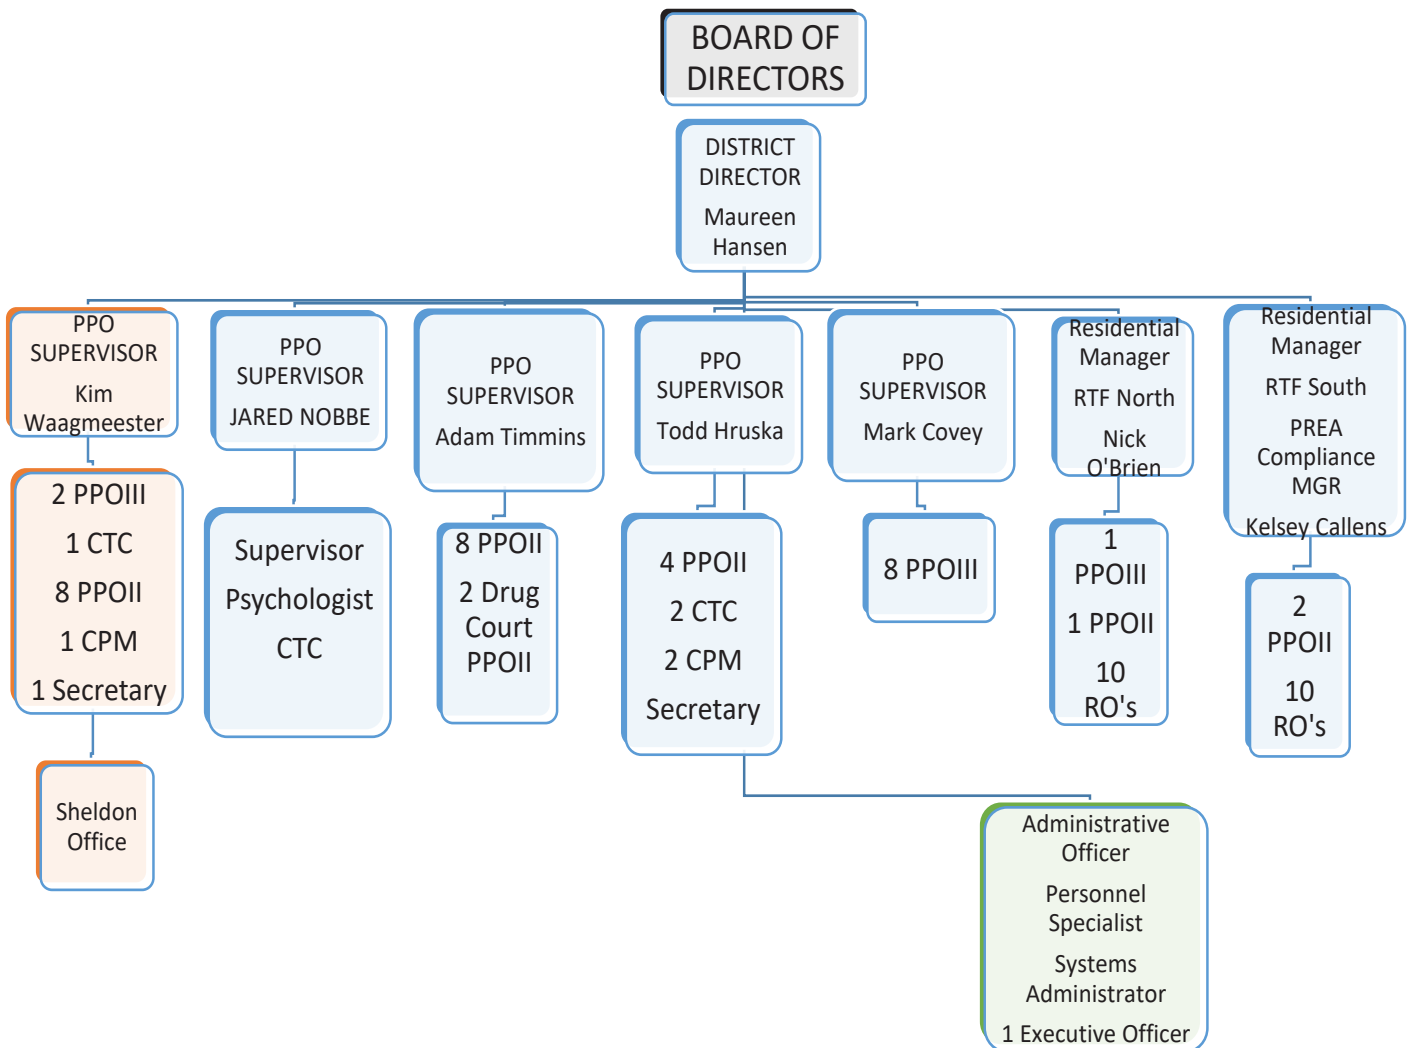 BOARD OF
DIRECTORS
DISTRICT
DIRECTOR
Maureen
Hansen
PPO
SUPERVISOR
Kim
Waagmeester
PPO
SUPERVISOR
JARED NOBBE
PPO
SUPERVISOR
Adam Timmins
PPO
SUPERVISOR
Todd Hruska
PPO
SUPERVISOR
Mark Covey
Residential
Manager
RTF North
Nick
O'Brien
Residential
Manager
RTF South
PREA
Compliance
MGR
Kelsey Callens
2 PPOIII
1 CTC
8 PPOII
1 CPM
1 Secretary
Supervisor
Psychologist
CTC
8 PPOII
2 Drug
Court
PPOII
4 PPOII
2 CTC
2 CPM
Secretary
8 PPOIII
1
PPOIII
1 PPOII
10
RO's
2
PPOII
10
RO's
Sheldon
Office
Administrative
Officer
Personnel
Specialist
Systems
Administrator
1 Executive Officer